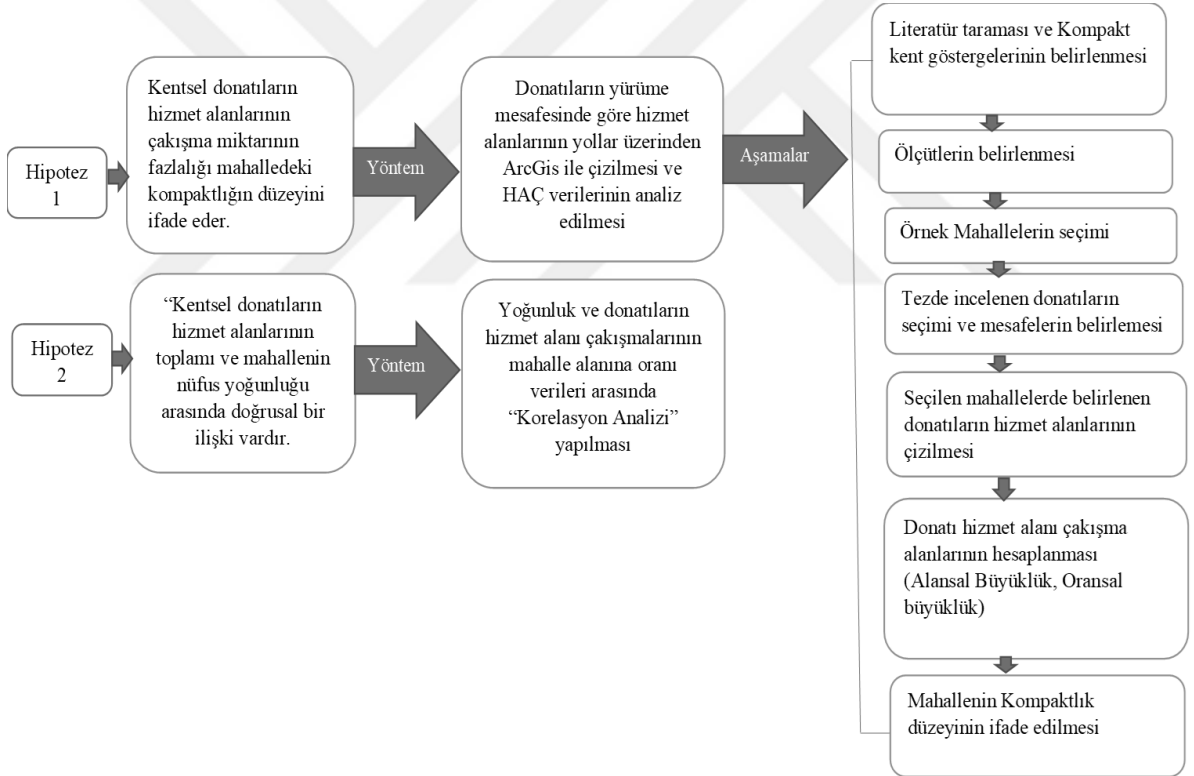 Hipotez
1
Kentsel donatıların
hizmet alanlarının
çakışma miktarının
fazlalığı mahalledeki
kompaktlığın düzeyini
ifade eder.
Yöntem
Donatıların yürüme
mesafesinde göre hizmet
alanlarının yollar üzerinden
ArcGis ile çizilmesi ve
HAÇ verilerinin analiz
edilmesi
Aşamalar
Hipotez
2
“Kentsel donatıların
hizmet alanlarının
toplamı ve mahallenin
nüfus yoğunluğu
arasında doğrusal bir
ilişki vardır.
Yöntem
Yoğunluk ve donatıların
hizmet alanı çakışmalarının
mahalle alanına oranı
verileri arasında
“Korelasyon Analizi”
yapılması
Literatür taraması ve Kompakt
kent göstergelerinin belirlenmesi
Ölçütlerin belirlenmesi
Örnek Mahallelerin seçimi
Tezde incelenen donatıların
seçimi ve mesafelerin belirlemesi
Seçilen mahallelerde belirlenen
donatıların hizmet alanlarının
çizilmesi
Donatı hizmet alanı çakışma
alanlarının hesaplanması
(Alansal Büyüklük, Oransal
büyüklük)
Mahallenin Kompaktlık
düzeyinin ifade edilmesi